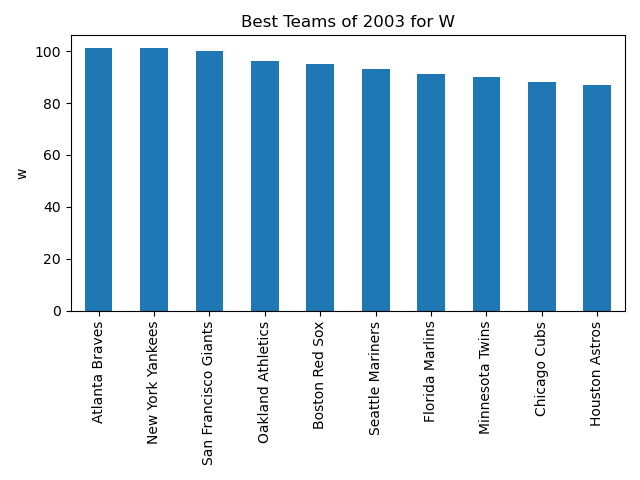 Best Teams of 2003 for W
100
80
60
40
20
0
w
Atlanta Braves
New York Yankees
San Francisco Giants
Oakland Athletics
Boston Red Sox
Seattle Mariners
Florida Marlins
Minnesota Twins
Chicago Cubs
Houston Astros